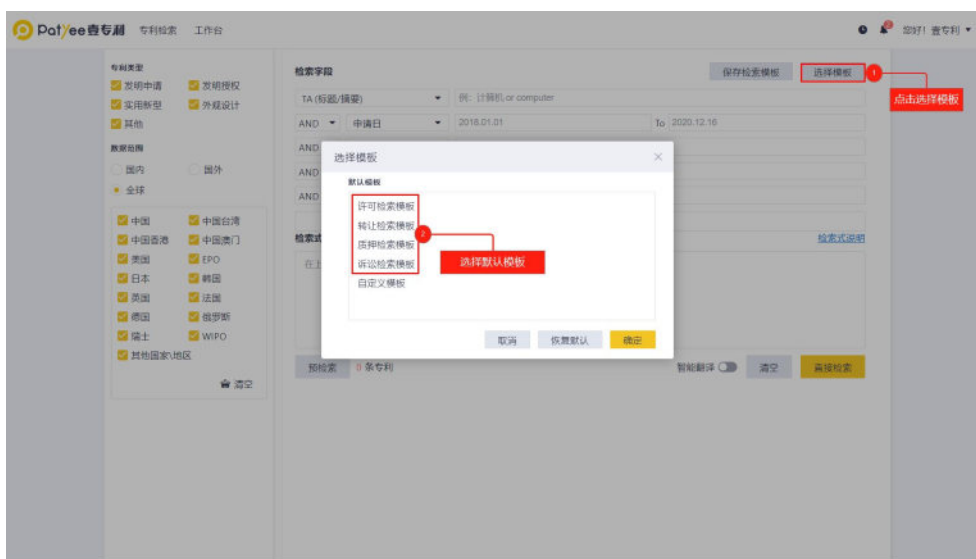 Patyee壹专利 专利检索 工作台
2
您好! 壹专利
专利类型
发明申请 发明授权
实用新型 外观设计
其他
数据范围
国内 国外
全球
中国 中国台湾
中国香港 中国澳门
美国 EPO
日本 韩国
英国 法国
德国 俄罗斯
瑞士 WIPO
其他国家\地区
清空
检索字段
保存检索模板 选择模板 1
点击选择模板
TA (标题/摘要) 例: 计算机 or computer
AND 申请日 2018.01.01 To 2020.12.16
AND
AND
AND
选择模板
默认模板
许可检索模板
转让检索模板
质押检索模板
诉讼检索模板
自定义模板
2
选择默认模板
取消 恢复默认 确定
检索式
检索式说明
在上
预检索 0 条专利 智能翻译 清空 直接检索